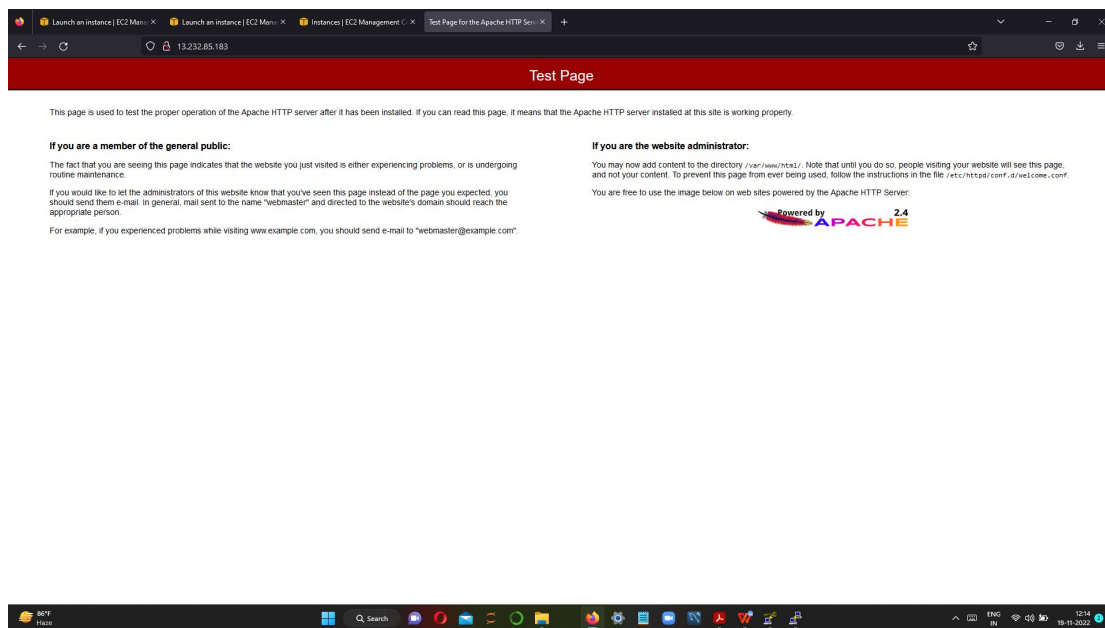 Launch an instance | EC2 Mana
Launch an instance | EC2 Mana
Instances | EC2 Management C
Test Page for the Apache HTTP Serv
13.232.85.183
Test Page
This page is used to test the proper operation of the Apache HTTP server after it has been installed. If you can read this page, it means that the Apache HTTP server installed at this site is working properly.
If you are a member of the general public:
The fact that you are seeing this page indicates that the website you just visited is either experiencing problems, or is undergoing
routine maintenance.
If you would like to let the administrators of this website know that you've seen this page instead of the page you expected, you
should send them e-mail. In general, mail sent to the name "webmaster" and directed to the website's domain should reach the
appropriate person.
For example, if you experienced problems while visiting www.example.com, you should send e-mail to "webmaster@example.com".
If you are the website administrator:
You may now add content to the directory /var/www/html/. Note that until you do so, people visiting your website will see this page,
and not your content. To prevent this page from ever being used, follow the instructions in the file /etc/httpd/conf.d/welcome.conf.
You are free to use the image below on web sites powered by the Apache HTTP Server:
Powered by 2.4
APACHE
86°F
Haze
Search
ENG
IN
12:14
19-11-2022